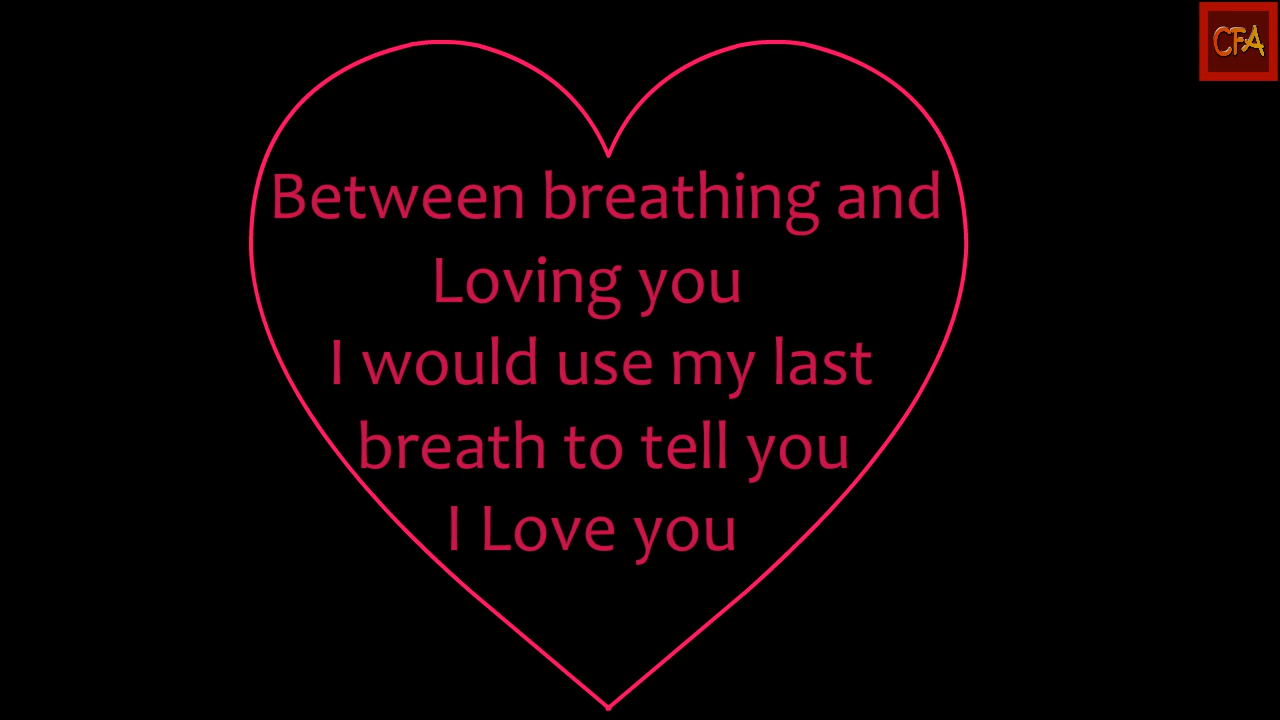 CFA
Between breathing and
Loving you
I would use my last
breath to tell you
I Love you